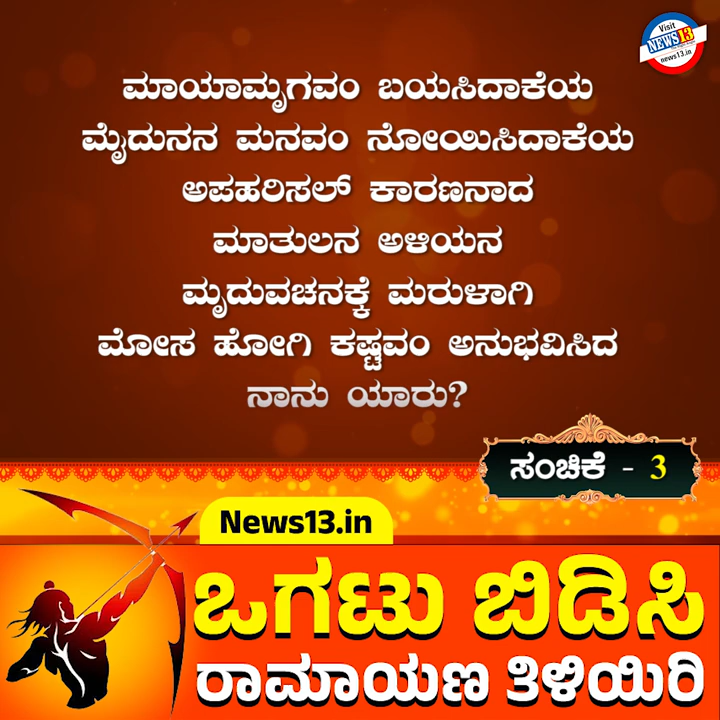 Visit
NEWS13
news13.in
ಮಾಯಾಮೃಗವಂ ಬಯಸಿದಾಕೆಯ
ಮೈದುನನ ಮನವಂ ನೋಯಿಸಿದಾಕೆಯ
ಅಪಹರಿಸಲ್ ಕಾರಣನಾದ
ಮಾತುಲನ ಅಳಿಯನ
ಮೃದುವಚನಕ್ಕೆ ಮರುಳಾಗಿ
ಮೋಸ ಹೋಗಿ ಕಷ್ಟವಂ ಅನುಭವಿಸಿದ
ನಾನು ಯಾರು?
ಸಂಚಿಕೆ - 3
News13.in
ಒಗಟು ಬಿಡಿಸಿ
ರಾಮಾಯಣ ತಿಳಿಯಿರಿ